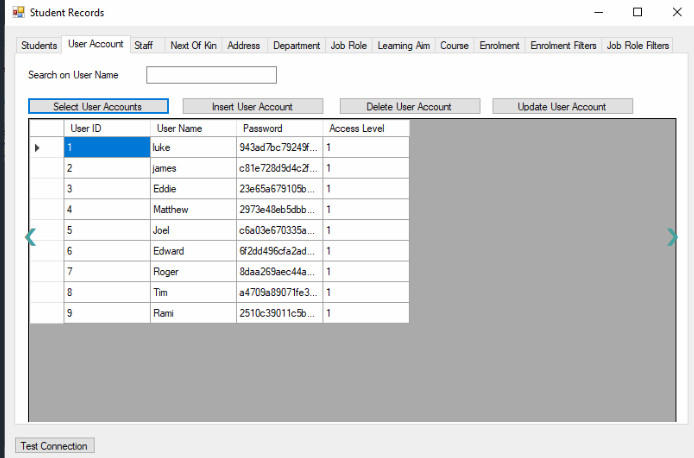 Student Records
Students User Account Staff Next Of Kin Address Department Job Role Learning Aim Course Enrolment Enrolment Filters Job Role Filters
Search on User Name
Select User Accounts Insert User Account Delete User Account Update User Account
User ID User Name Password Access Level
1 luke 943ad7bc79249f... 1
2 james c81e728d9d4c2f... 1
3 Eddie 23e65a679105b... 1
4 Matthew 2973e48eb5dbb... 1
5 Joel c6a03e670335a... 1
6 Edward 6f2dd496cfa2ad... 1
7 Roger 8daa269aec44a... 1
8 Tim a4709a89071fe3... 1
9 Rami 2510c39011c5b... 1
Test Connection